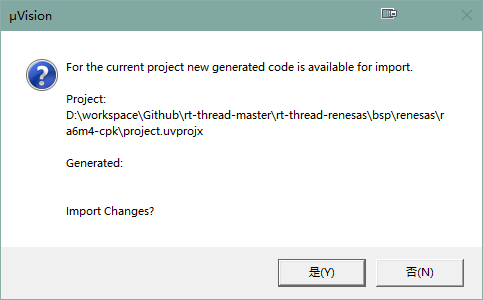 µVision
For the current project new generated code is available for import.
Project:
D:\workspace\Github\rt-thread-master\rt-thread-renesas\bsp\renesas\r
a6m4-cpk\project.uvprojx
Generated:
Import Changes?
是(Y)
否(N)